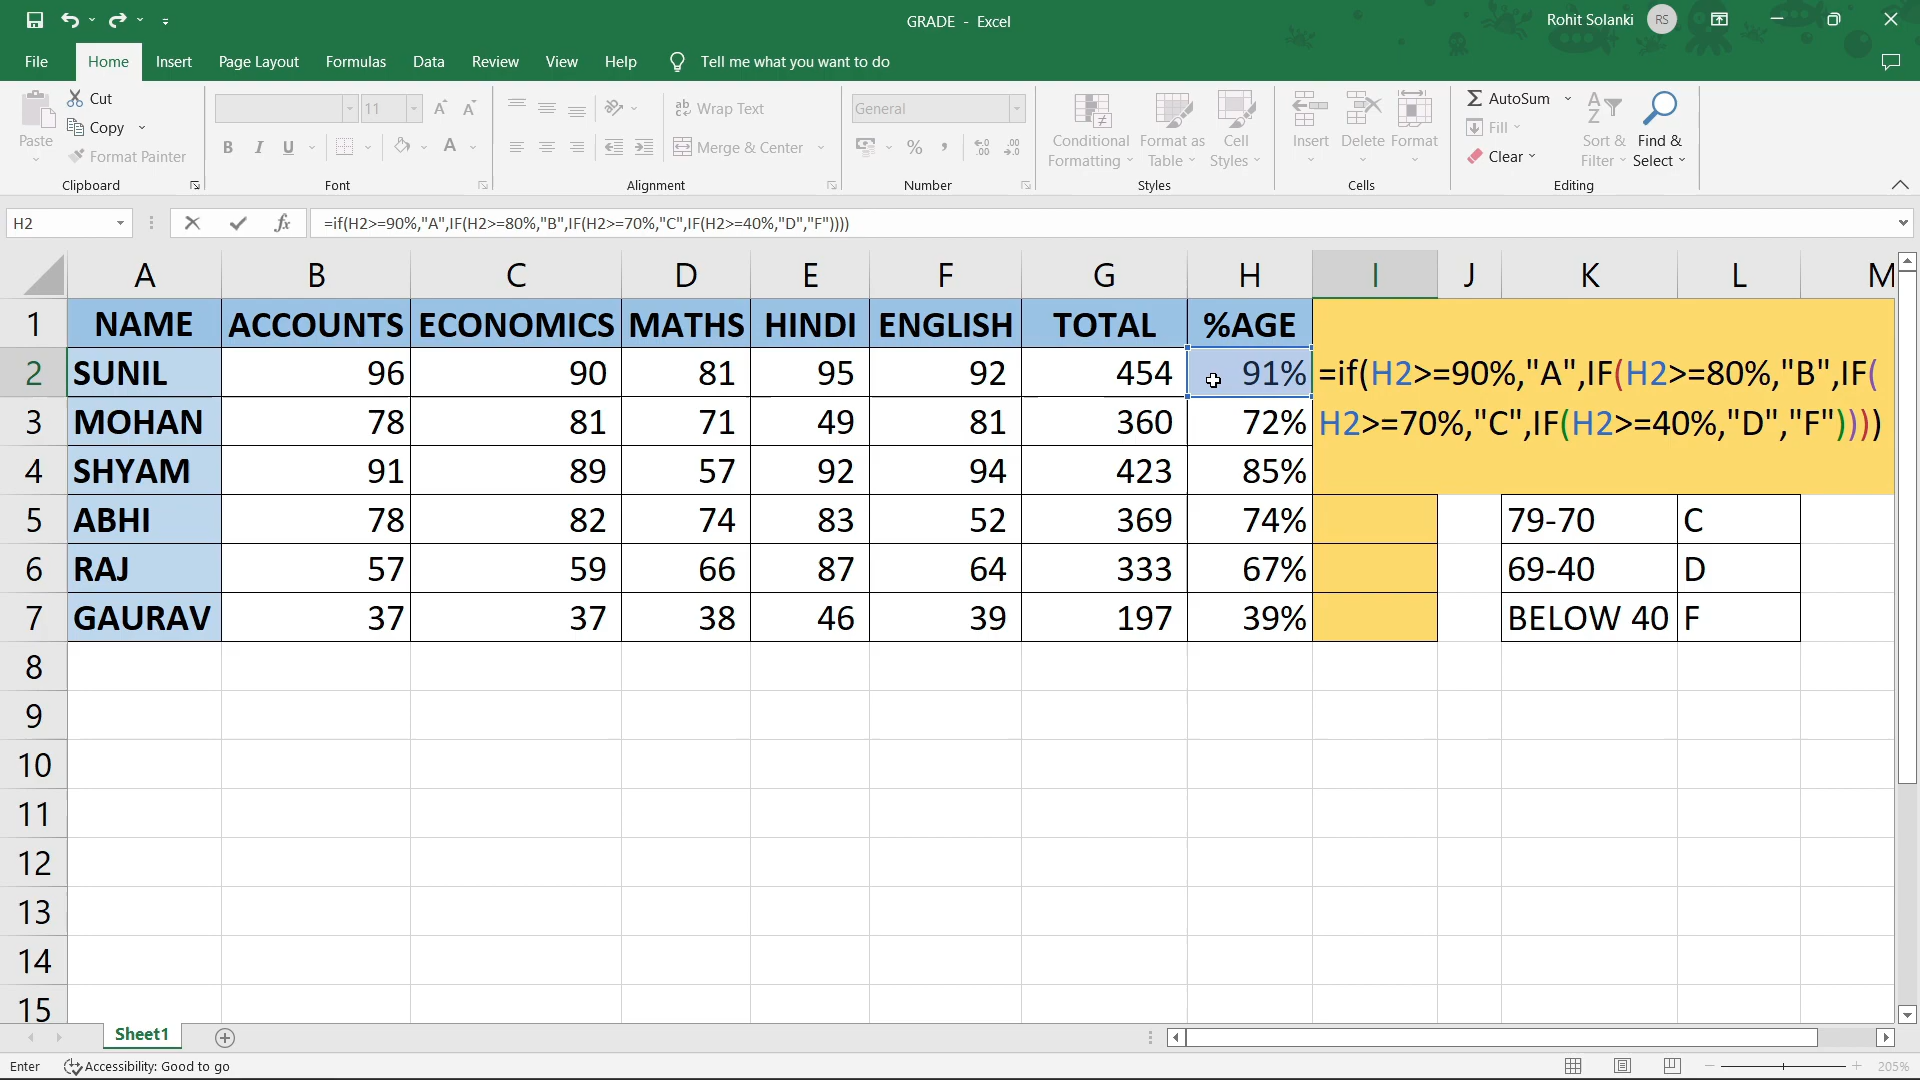 GRADE - Excel
Rohit Solanki RS
File Home Insert Page Layout Formulas Data Review View Help Tell me what you want to do
Paste
Cut
Copy
Format Painter
Clipboard
11 A A
B I U A
Font
ab Wrap Text
Merge & Center
Alignment
General
%
Number
Conditional Formatting
Format as Table
Cell Styles
Styles
Insert Delete Format
Cells
AutoSum
Fill
Clear
Sort & Filter
Find & Select
Editing
H2 fx =if(H2>=90%,"A",IF(H2>=80%,"B",IF(H2>=70%,"C",IF(H2>=40%,"D","F"))))
A B C D E F G H I J K L M
1 NAME ACCOUNTS ECONOMICS MATHS HINDI ENGLISH TOTAL %AGE
2 SUNIL 96 90 81 95 92 454 91% =if(H2>=90%,"A",IF(H2>=80%,"B",IF(
3 MOHAN 78 81 71 49 81 360 72% H2>=70%,"C",IF(H2>=40%,"D","F"))))
4 SHYAM 91 89 57 92 94 423 85%
5 ABHI 78 82 74 83 52 369 74% 79-70 C
6 RAJ 57 59 66 87 64 333 67% 69-40 D
7 GAURAV 37 37 38 46 39 197 39% BELOW 40 F
8
9
10
11
12
13
14
15
Sheet1
Enter Accessibility: Good to go 205%